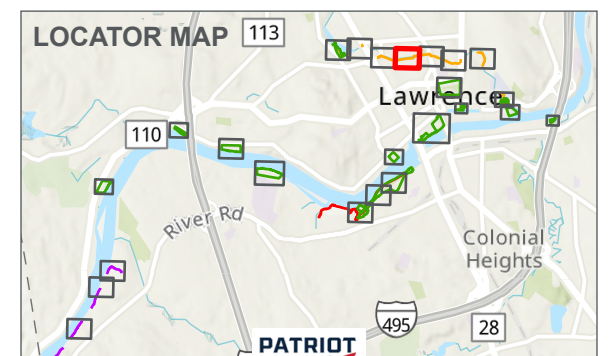 LOCATOR MAP
113
Lawrence
110
River Rd
Colonial
Heights
495
28
PATRIOT